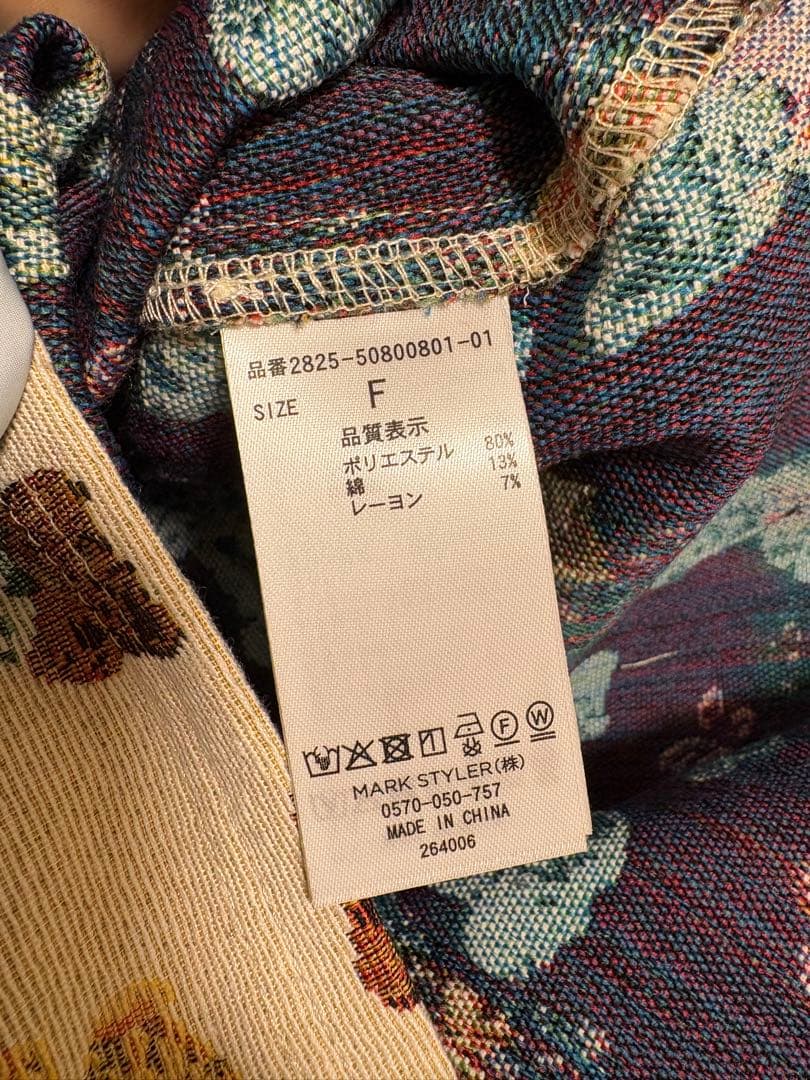 品番2825-50800801-01
SIZE F
品質表示
ポリエステル 80%
綿 13%
レーヨン 7%
F W
MARK STYLER(株)
0570-050-757
MADE IN CHINA
264006